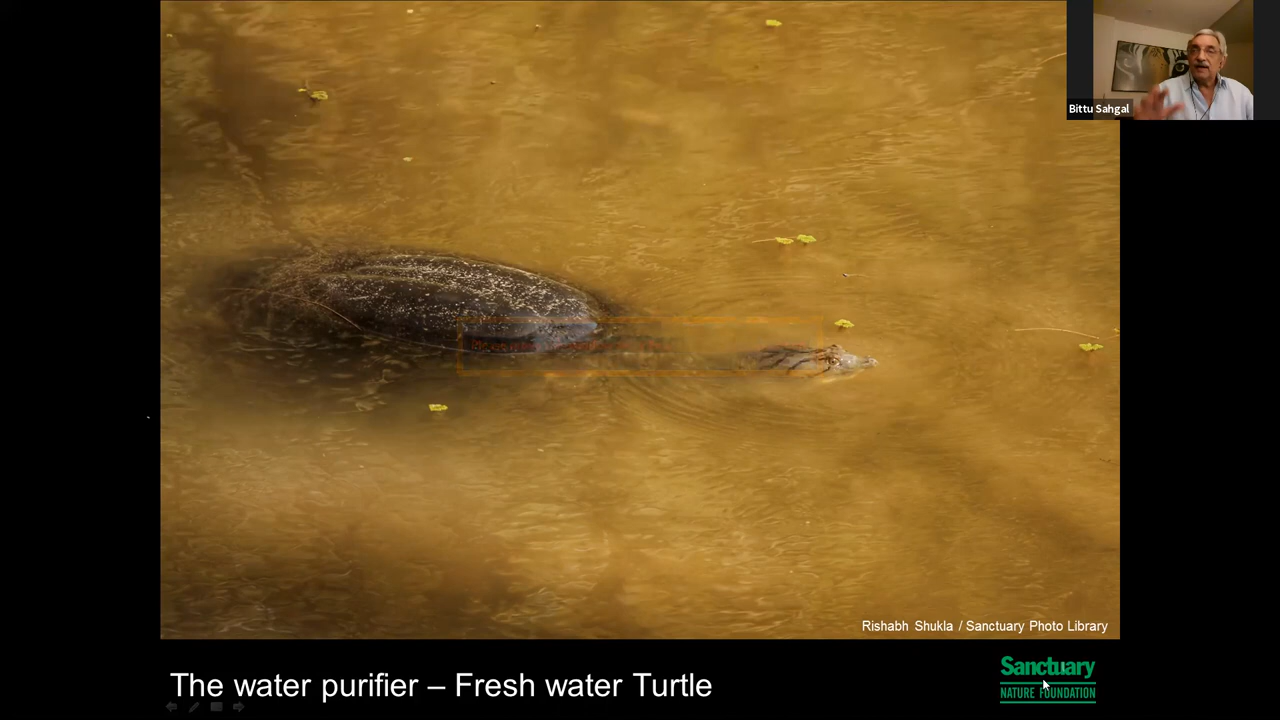 Bittu Sahgal
Rishabh Shukla / Sanctuary Photo Library
The water purifier – Fresh water Turtle
Sanctuary
NATURE FOUNDATION